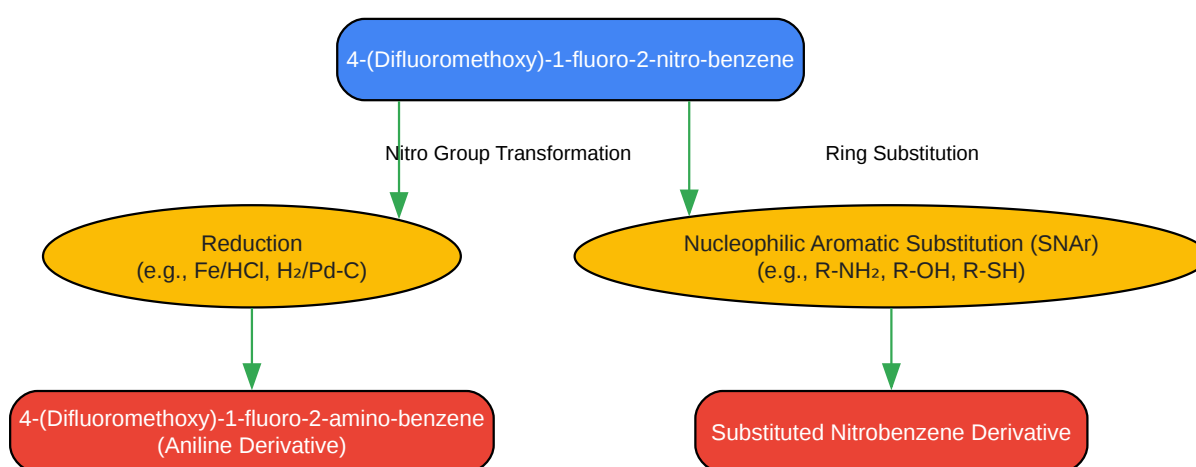 4-(Difluoromethoxy)-1-fluoro-2-nitro-benzene
Nitro Group Transformation
Ring Substitution
Reduction
(e.g., Fe/HCl, H₂/Pd-C)
Nucleophilic Aromatic Substitution (SNAr)
(e.g., R-NH₂, R-OH, R-SH)
4-(Difluoromethoxy)-1-fluoro-2-amino-benzene
(Aniline Derivative)
Substituted Nitrobenzene Derivative